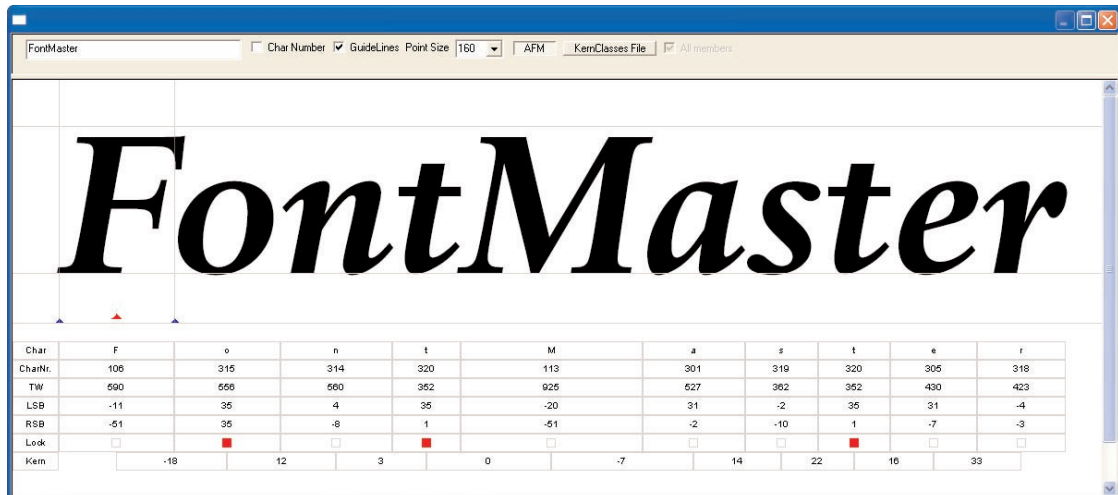 FontMaster Char Number GuideLines Point Size 160 AFM KernClasses File All members
FontMaster
Char F o n t M a s t e r
CharNr. 106 315 314 320 113 301 319 320 305 318
TW 590 556 560 352 925 527 362 352 430 423
LSB -11 35 4 35 -20 31 -2 35 31 -4
RSB -51 35 -8 1 -51 -2 -10 1 -7 -3
Lock
Kern -18 12 3 0 -7 14 22 16 33